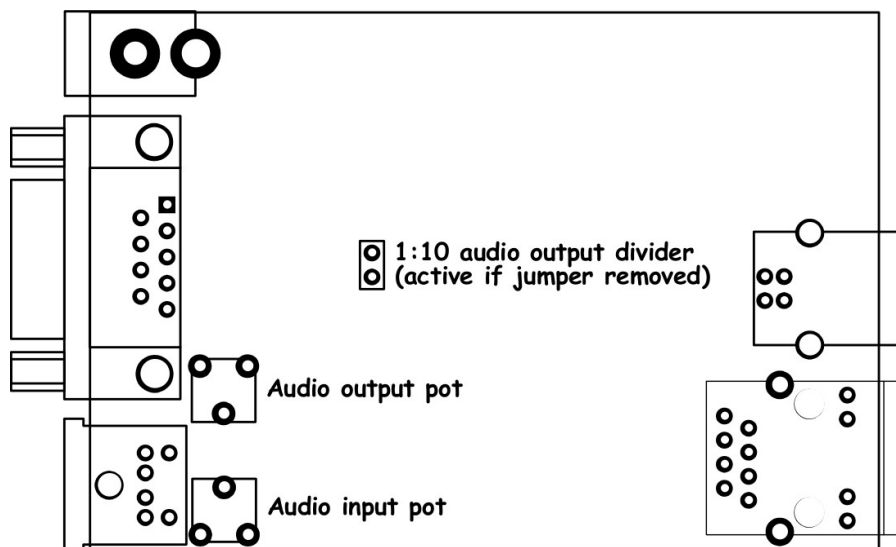 1:10 audio output divider
(active if jumper removed)
Audio output pot
Audio input pot